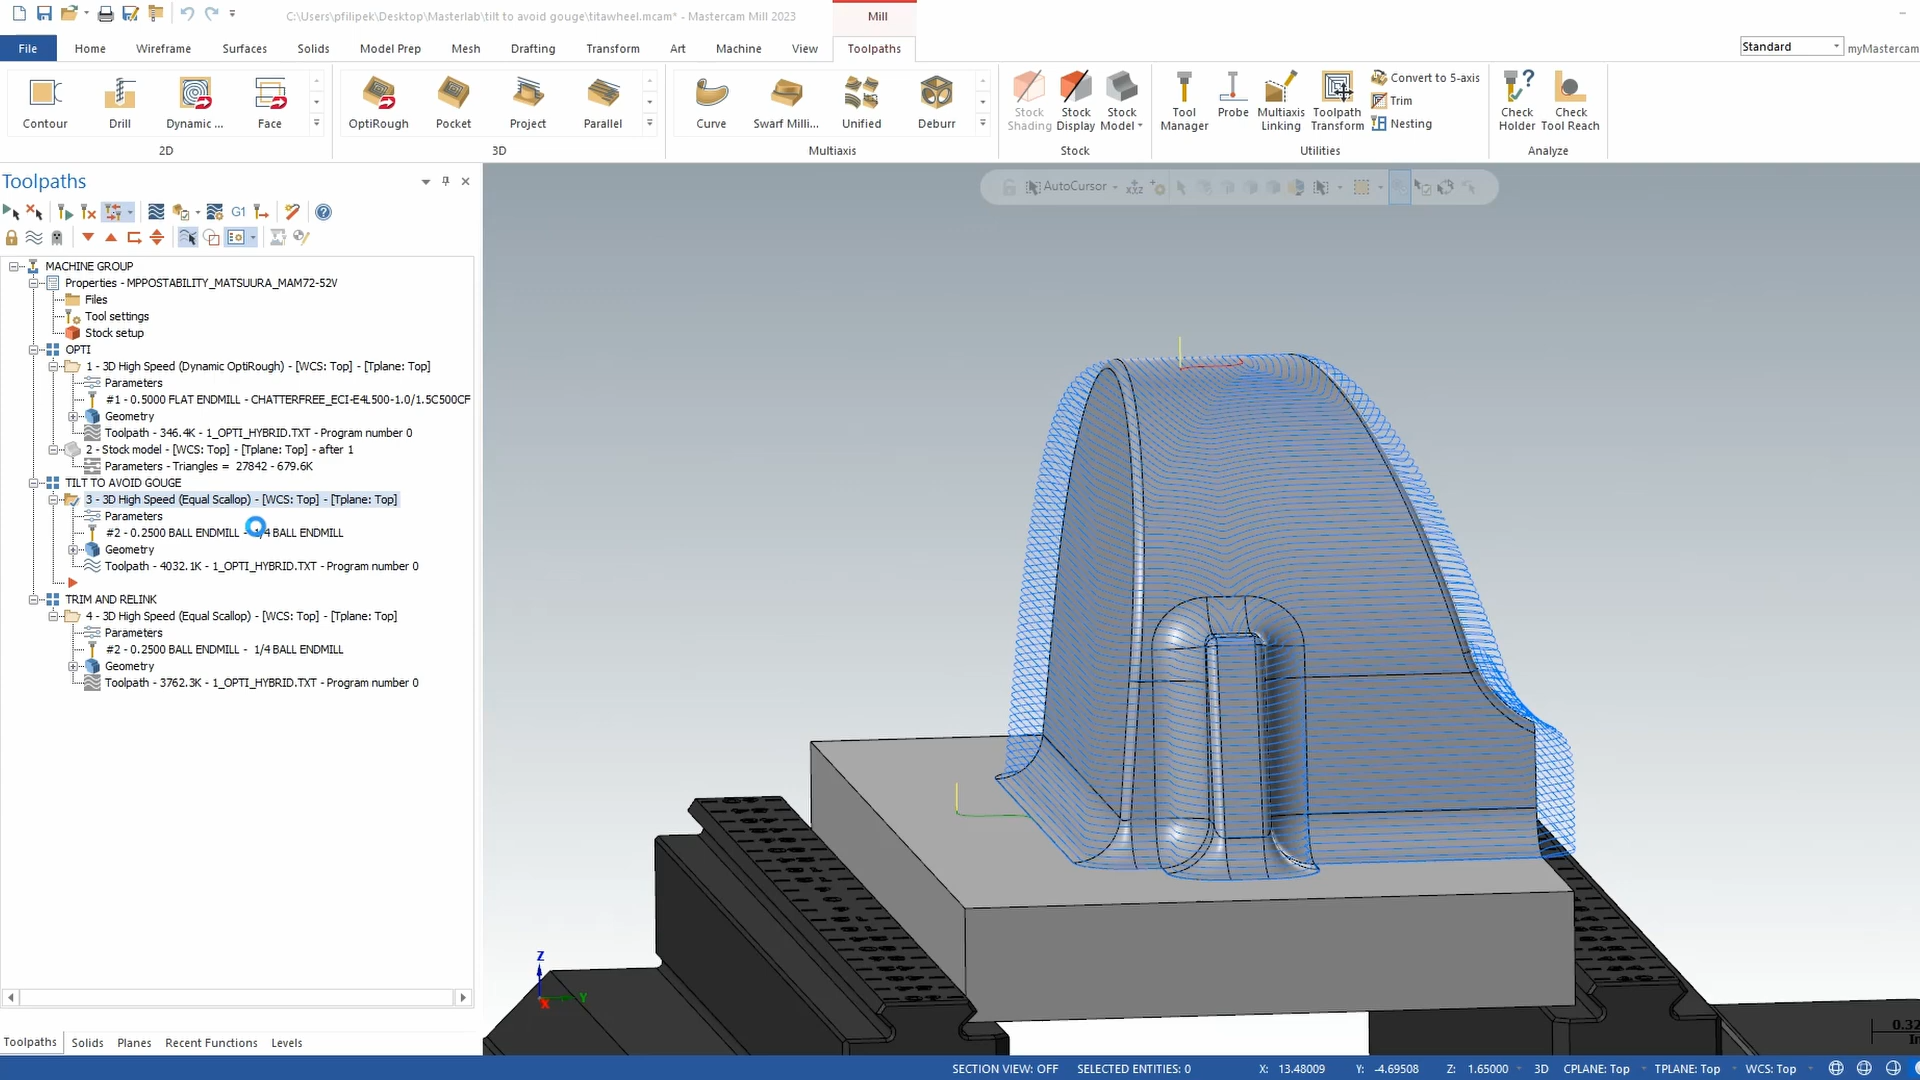 C:\Users\pfilipek\Desktop\Masterlab\tilt to avoid gouge\titawheel.mcam* - Mastercam Mill 2023
Mill
File Home Wireframe Surfaces Solids Model Prep Mesh Drafting Transform Art Machine View Toolpaths
Standard
myMastercam
Contour Drill Dynamic ... Face
2D
OptiRough Pocket Project Parallel
3D
Curve Swarf Milli... Unified Deburr
Multiaxis
Stock Shading
Stock Display
Stock Model
Stock
Tool Manager
Probe
Multiaxis Linking
Toolpath Transform
Convert to 5-axis
Trim
Nesting
Utilities
Check Holder
Check Tool Reach
Analyze
Toolpaths
AutoCursor
G1
MACHINE GROUP
Properties - MPPOSTABILITY_MATSUURA_MAM72-52V
Files
Tool settings
Stock setup
OPTI
1 - 3D High Speed (Dynamic OptiRough) - [WCS: Top] - [Tplane: Top]
Parameters
#1 - 0.5000 FLAT ENDMILL - CHATTERFREE_ECI-E4L500-1.0/1.5C500CF
Geometry
Toolpath - 346.4K - 1_OPTI_HYBRID.TXT - Program number 0
2 - Stock model - [WCS: Top] - [Tplane: Top] - after 1
Parameters - Triangles = 27842 - 679.6K
TILT TO AVOID GOUGE
3 - 3D High Speed (Equal Scallop) - [WCS: Top] - [Tplane: Top]
Parameters
#2 - 0.2500 BALL ENDMILL - 1/4 BALL ENDMILL
Geometry
Toolpath - 4032.1K - 1_OPTI_HYBRID.TXT - Program number 0
TRIM AND RELINK
4 - 3D High Speed (Equal Scallop) - [WCS: Top] - [Tplane: Top]
Parameters
#2 - 0.2500 BALL ENDMILL - 1/4 BALL ENDMILL
Geometry
Toolpath - 3762.3K - 1_OPTI_HYBRID.TXT - Program number 0
Z
Y
X
0.32
Toolpaths Solids Planes Recent Functions Levels
SECTION VIEW: OFF SELECTED ENTITIES: 0 X: 13.48009 Y: -4.69508 Z: 1.65000 3D CPLANE: Top TPLANE: Top WCS: Top